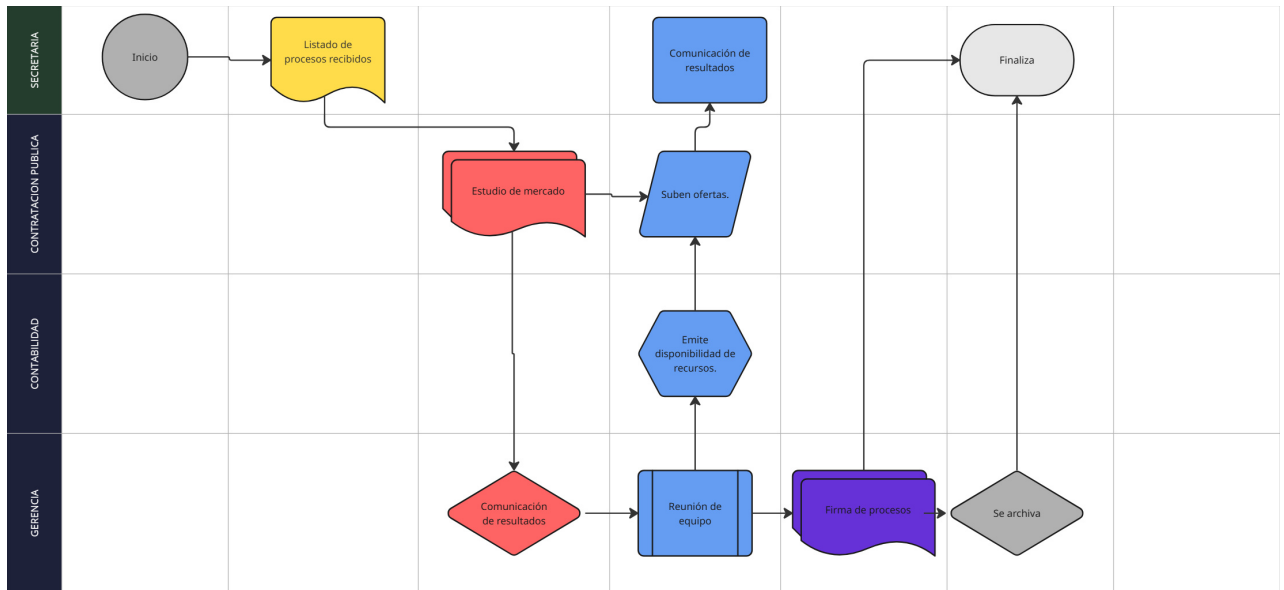 SECRETARIA
Inicio
Listado de
procesos recibidos
Comunicación de
resultados
Finaliza
CONTRATACION PUBLICA
Estudio de mercado
Suben ofertas.
CONTABILIDAD
Emite
disponibilidad de
recursos.
GERENCIA
Comunicación
de resultados
Reunión de
equipo
Firma de procesos
Se archiva